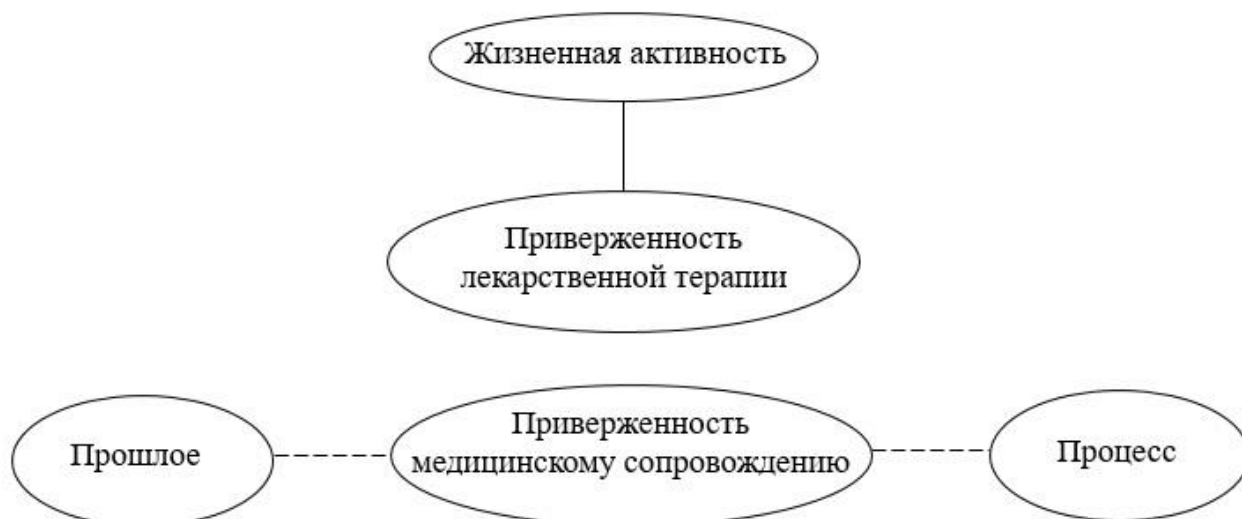 Жизненная активность
Приверженность
лекарственной терапии
Прошлое
Приверженность
медицинскому сопровождению
Процесс